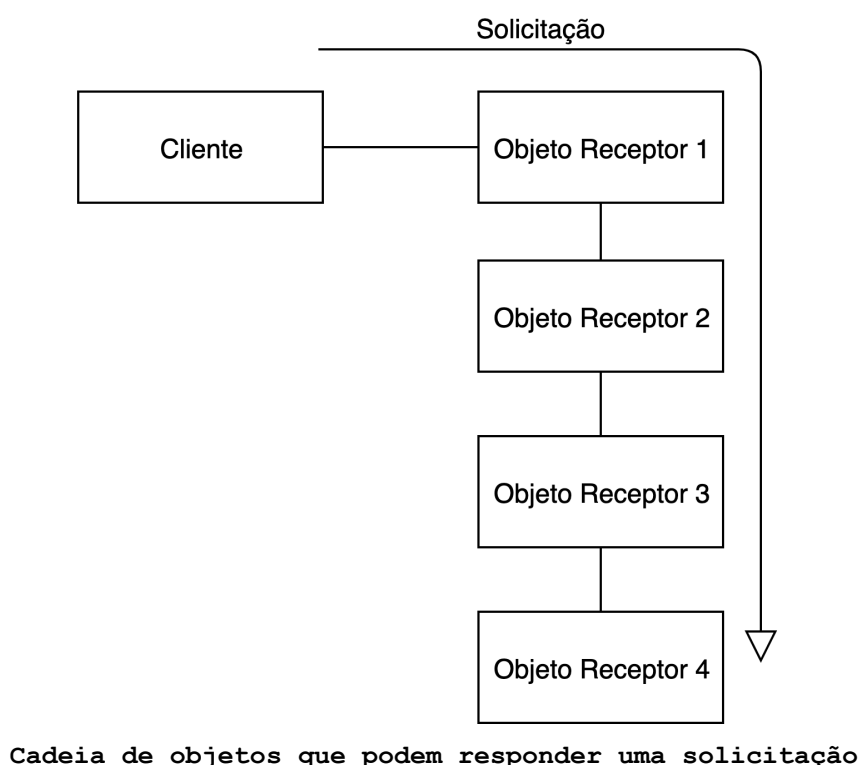 Solicitação
Cliente
Objeto Receptor 1
Objeto Receptor 2
Objeto Receptor 3
Objeto Receptor 4
Cadeia de objetos que podem responder uma solicitação